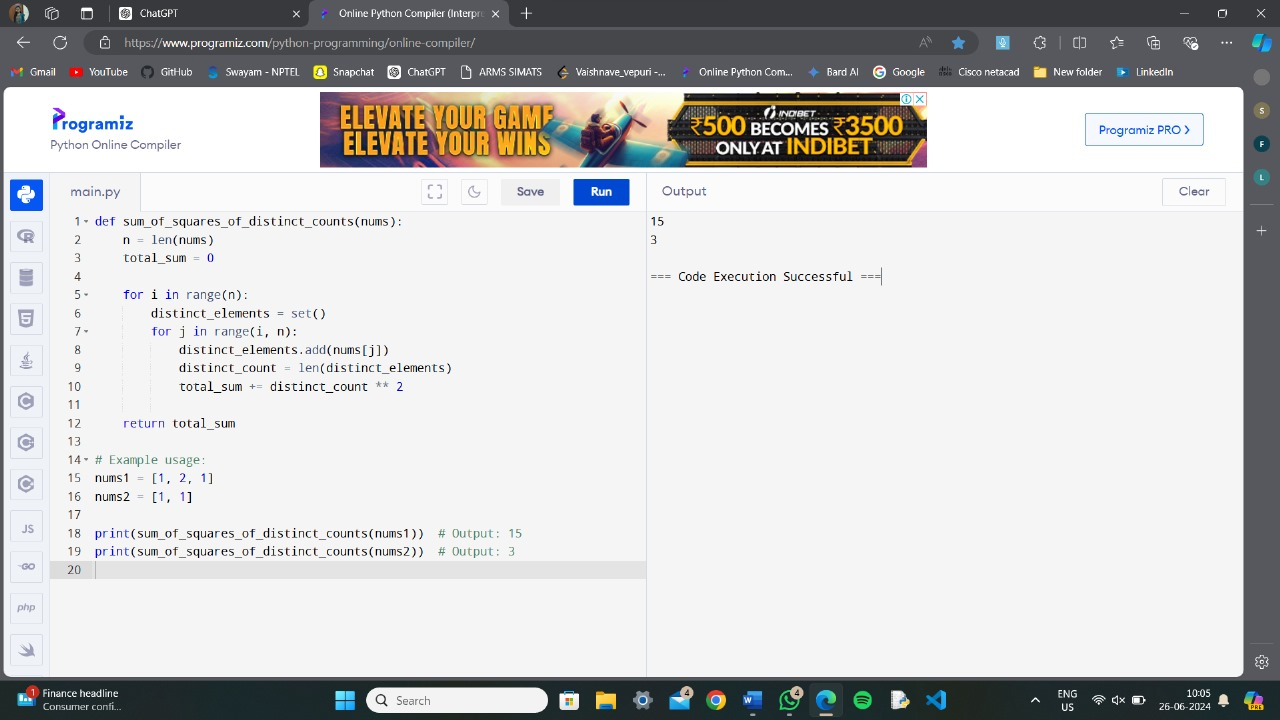 ChatGPT
Online Python Compiler (Interpre
https://www.programiz.com/python-programming/online-compiler/
Gmail YouTube GitHub Swayam - NPTEL Snapchat ChatGPT ARMS SIMATS Vaishnave_vepuri -... Online Python Com... Bard AI Google Cisco netacad New folder LinkedIn
Programiz
Python Online Compiler
ELEVATE YOUR GAME
ELEVATE YOUR WINS
INDIBET
₹500 BECOMES ₹3500
ONLY AT INDIBET
Programiz PRO >
main.py
Save
Run
Output
Clear
1 def sum_of_squares_of_distinct_counts(nums):
2 n = len(nums)
3 total_sum = 0
4
5 for i in range(n):
6 distinct_elements = set()
7 for j in range(i, n):
8 distinct_elements.add(nums[j])
9 distinct_count = len(distinct_elements)
10 total_sum += distinct_count ** 2
11
12 return total_sum
13
14 # Example usage:
15 nums1 = [1, 2, 1]
16 nums2 = [1, 1]
17
18 print(sum_of_squares_of_distinct_counts(nums1))  # Output: 15
19 print(sum_of_squares_of_distinct_counts(nums2))  # Output: 3
20
15
3
=== Code Execution Successful ===
S
F
L
JS
GO
php
1
Finance headline
Consumer confi...
Search
4
4
ENG
US
10:05
26-06-2024
PRE